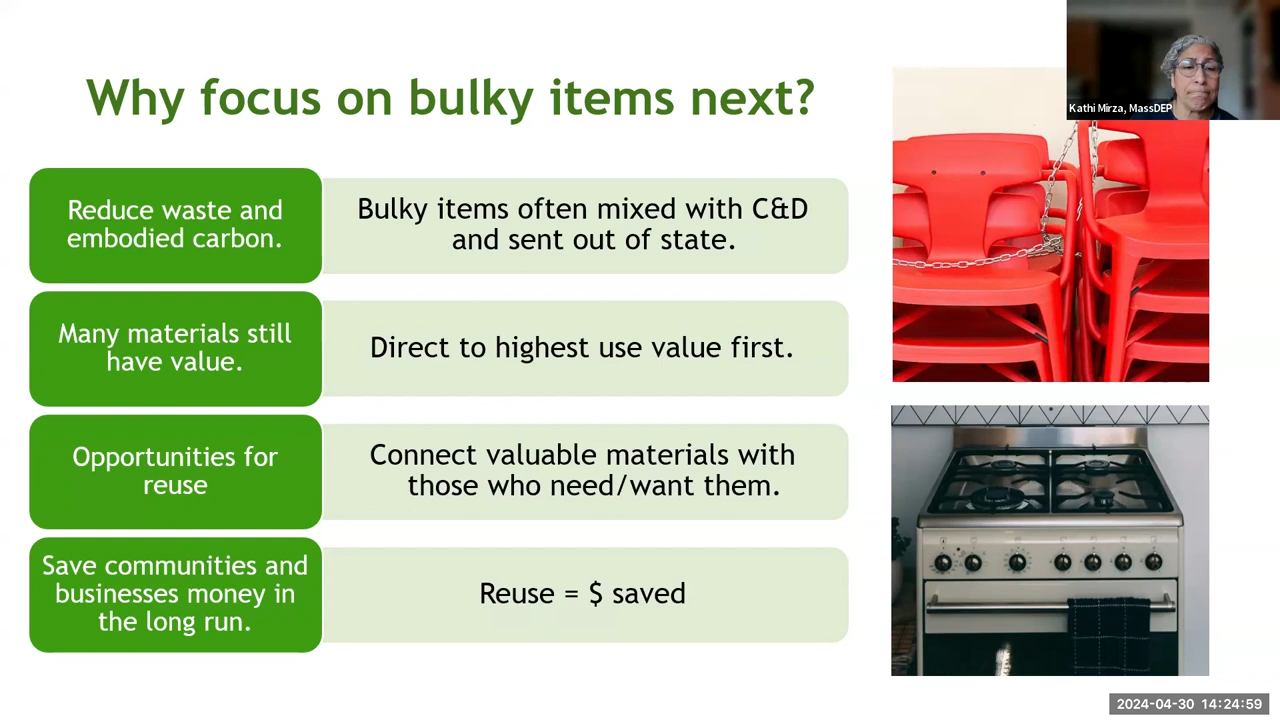 Why focus on bulky items next?
Kathi Mirza, MassDEP
Reduce waste and
embodied carbon.
Bulky items often mixed with C&D
and sent out of state.
Many materials still
have value.
Direct to highest use value first.
Opportunities for
reuse
Connect valuable materials with
those who need/want them.
Save communities and
businesses money in
the long run.
Reuse = $ saved
2024-04-30 14:24:59